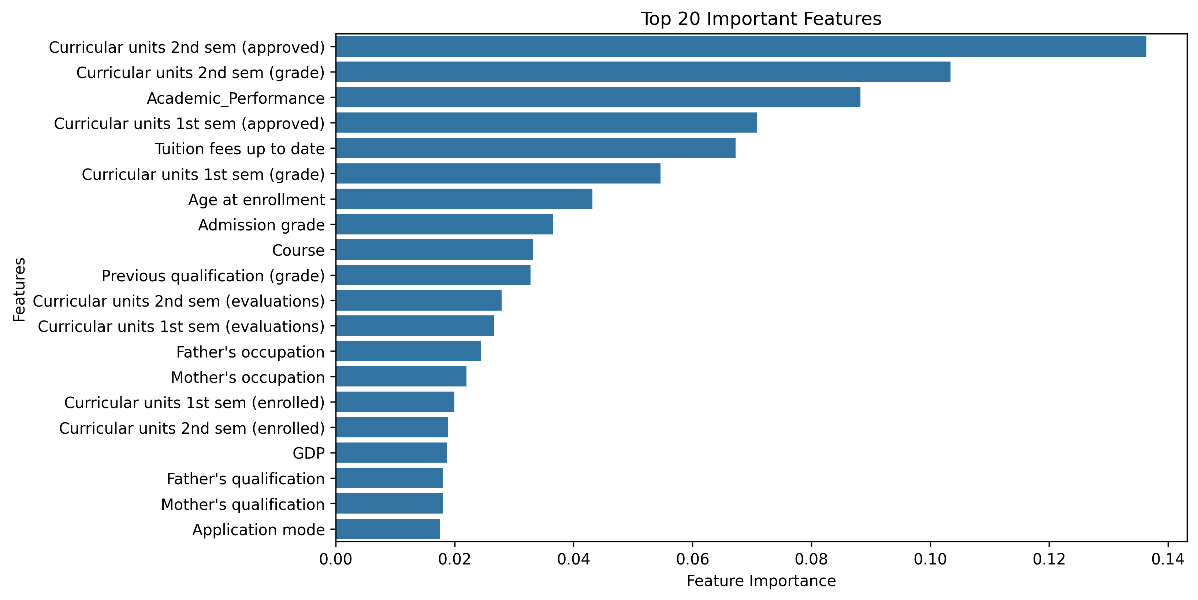 Top 20 Important Features
Curricular units 2nd sem (approved)
Curricular units 2nd sem (grade)
Academic_Performance
Curricular units 1st sem (approved)
Tuition fees up to date
Curricular units 1st sem (grade)
Age at enrollment
Admission grade
Course
Previous qualification (grade)
Curricular units 2nd sem (evaluations)
Curricular units 1st sem (evaluations)
Father's occupation
Mother's occupation
Curricular units 1st sem (enrolled)
Curricular units 2nd sem (enrolled)
GDP
Father's qualification
Mother's qualification
Application mode
Features
0.00 0.02 0.04 0.06 0.08 0.10 0.12 0.14
Feature Importance